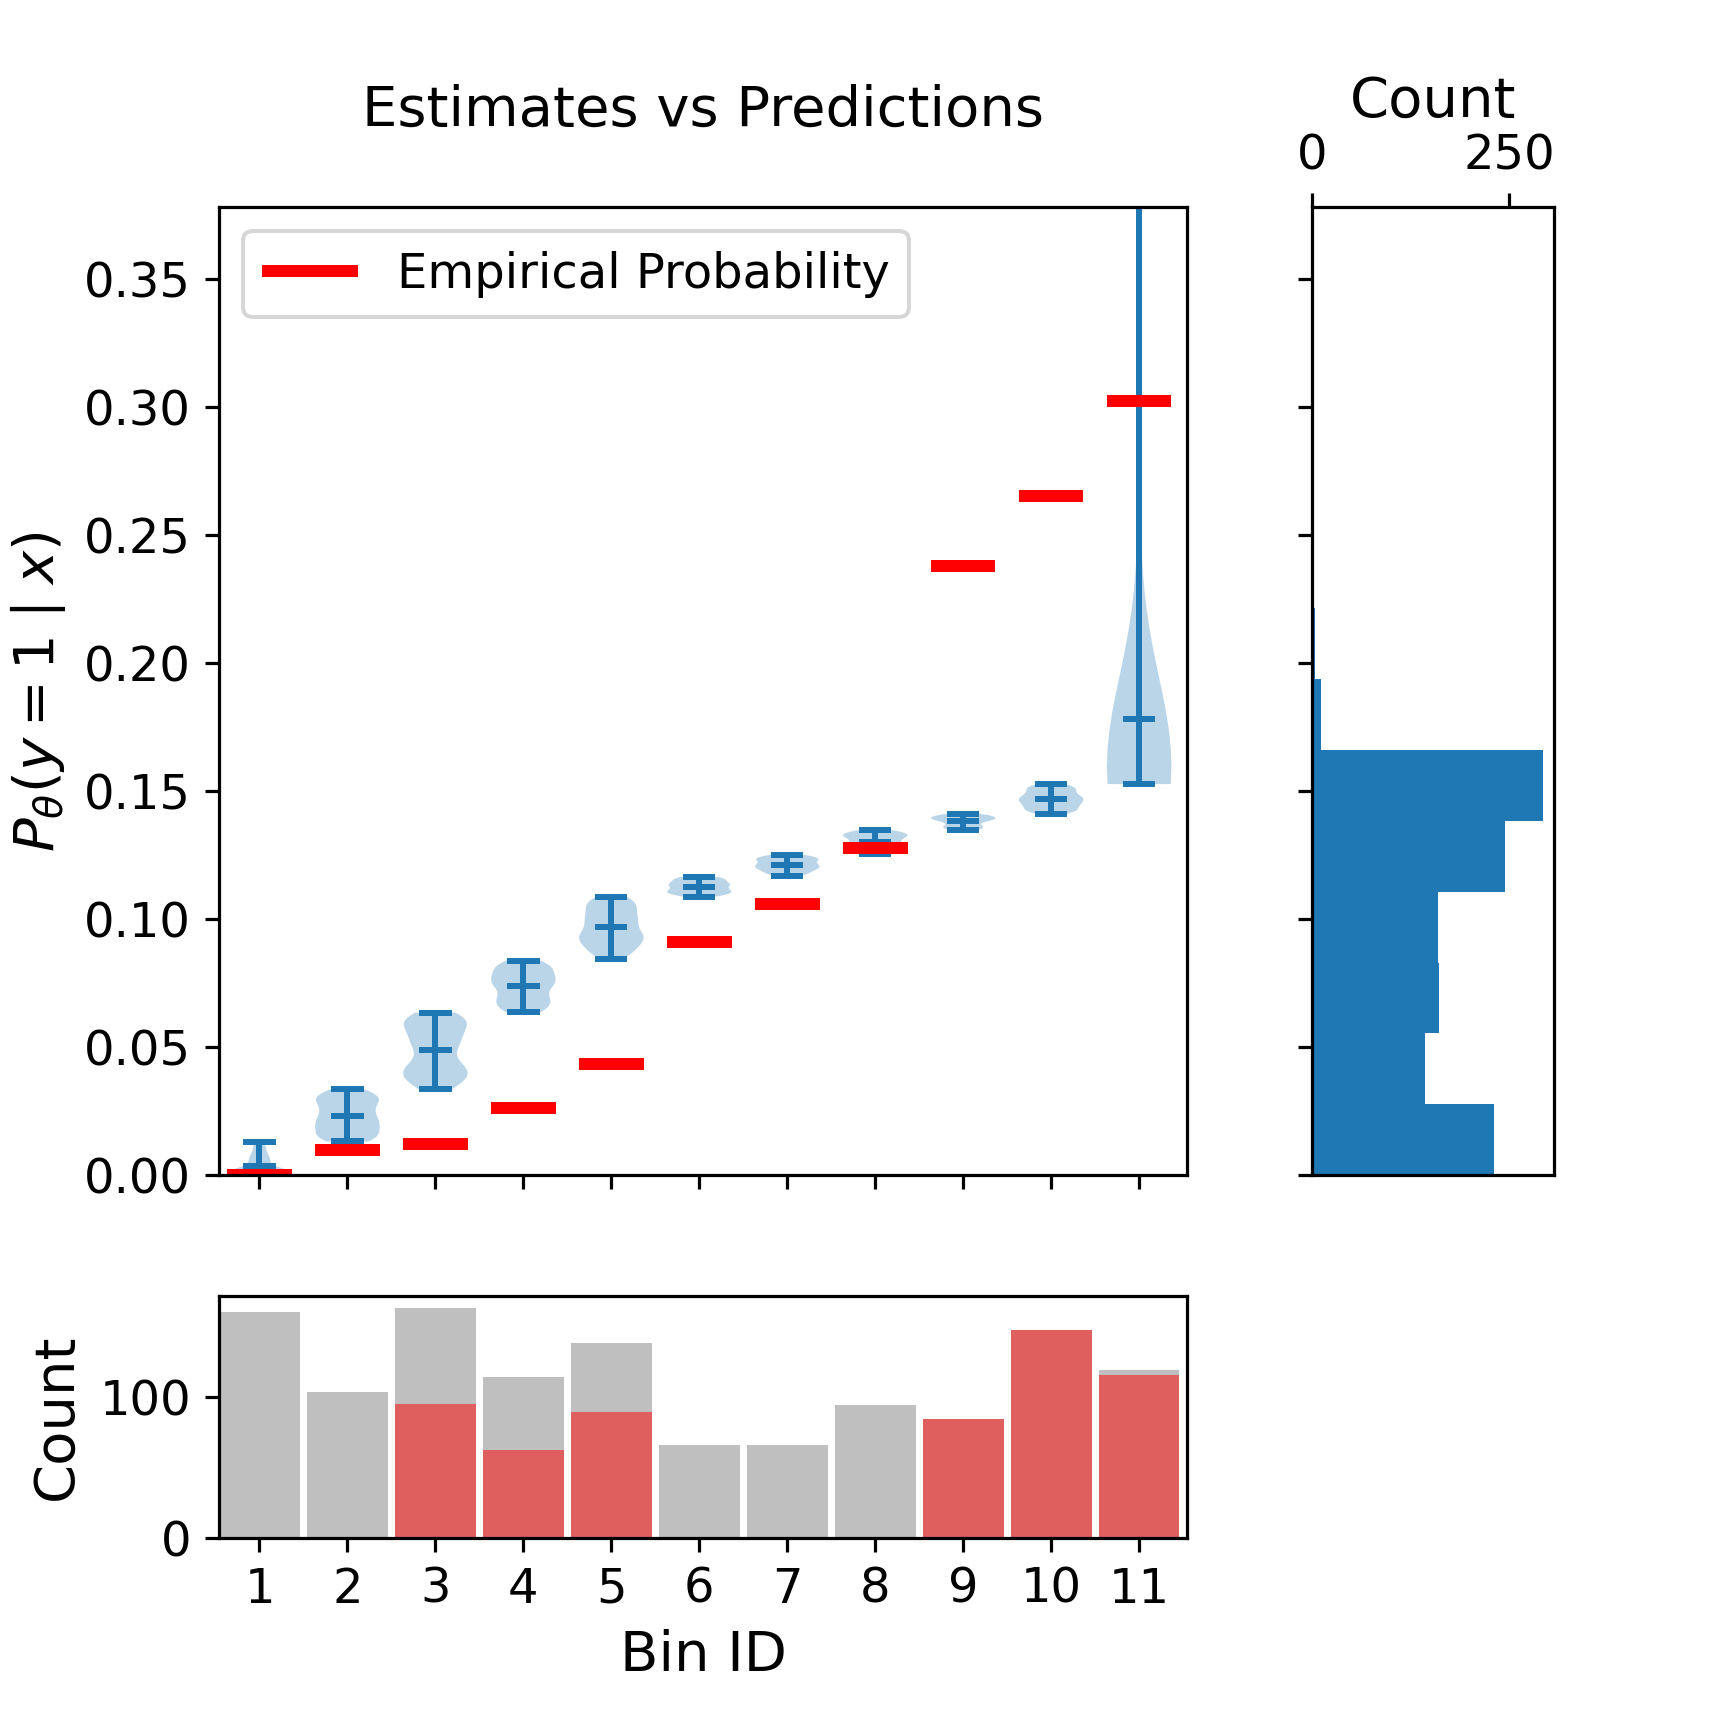 Estimates vs Predictions
Count
0 250
Empirical Probability
0.35
0.30
0.25
0.20
0.15
0.10
0.05
0.00
P_θ(y = 1 | x)
Count
100
0
1 2 3 4 5 6 7 8 9 10 11
Bin ID